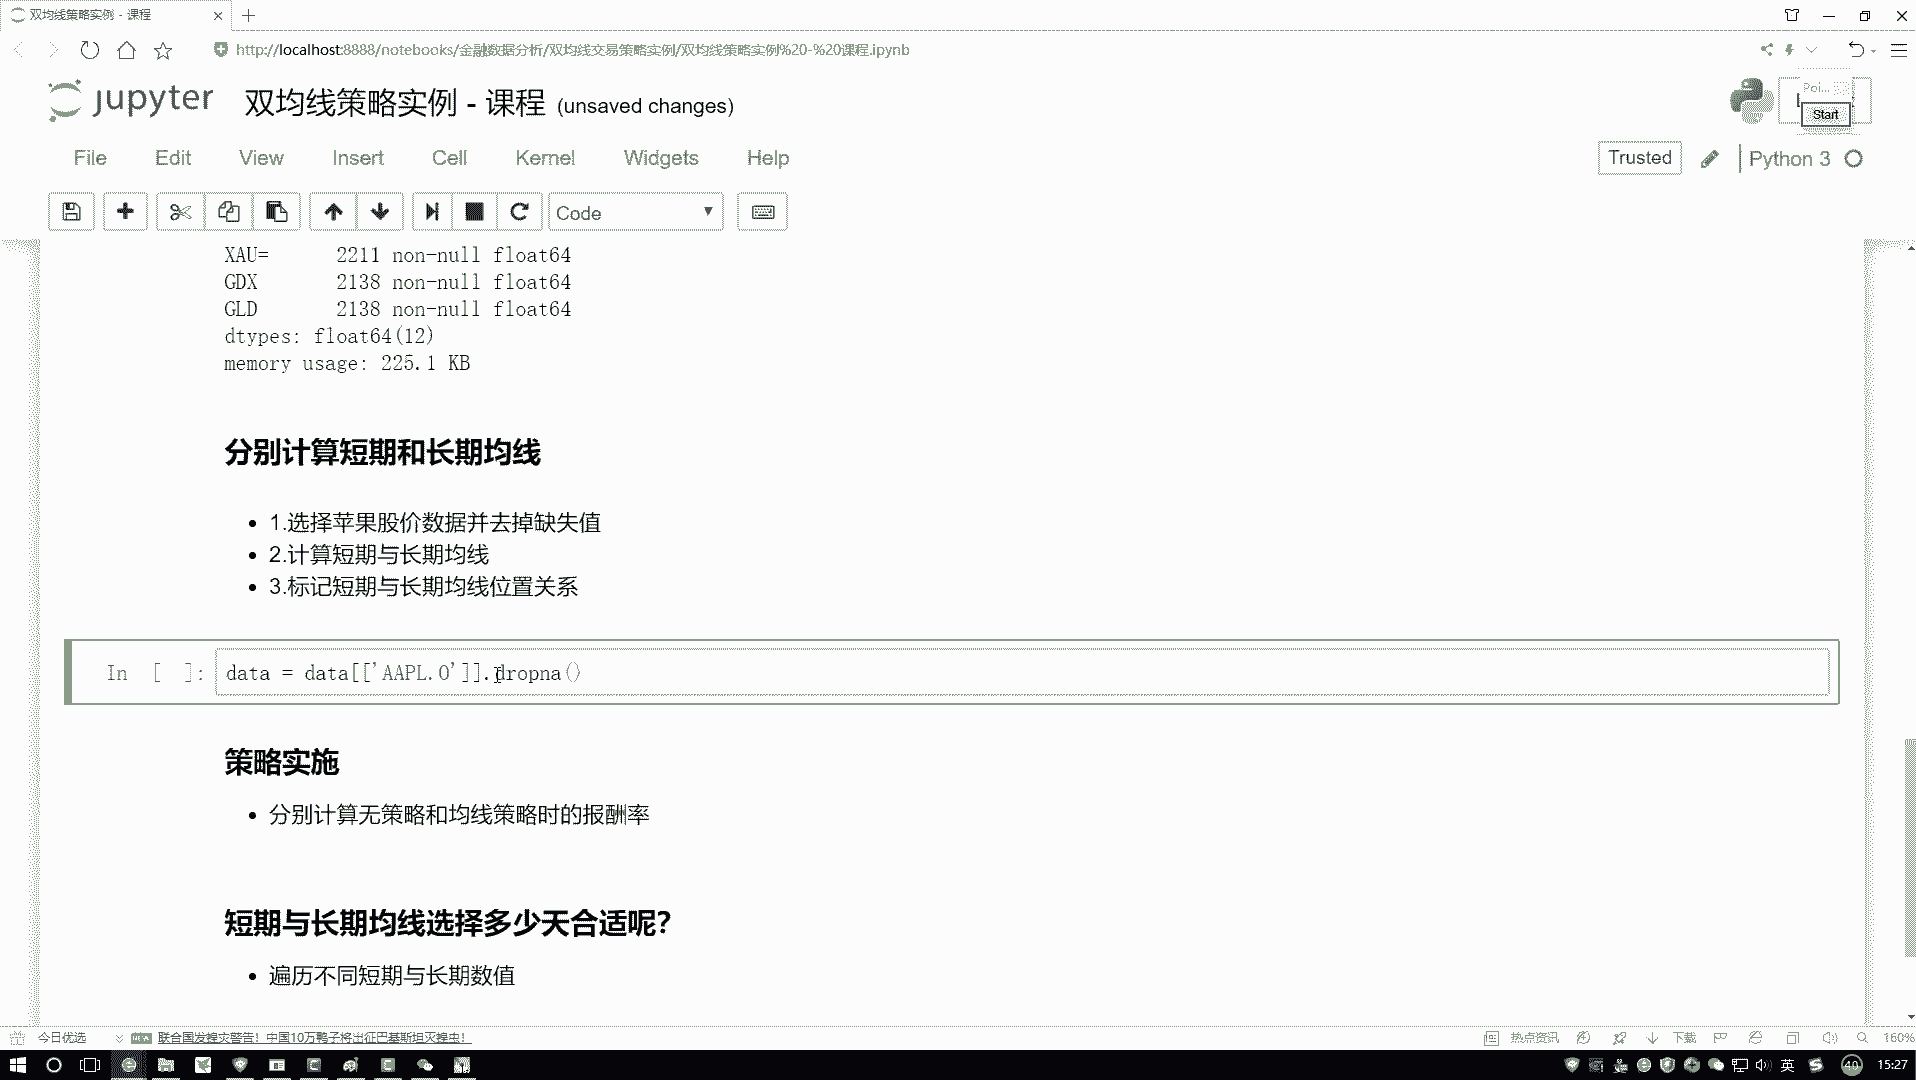 双均线策略实例 - 课程
http://localhost:8888/notebooks/金融数据分析/双均线交易策略实例/双均线策略实例%20-%20课程.ipynb
jupyter 双均线策略实例 - 课程 (unsaved changes)
Poi...
Start
File Edit View Insert Cell Kernel Widgets Help
Trusted Python 3
Code
XAU= 2211 non-null float64
GDX 2138 non-null float64
GLD 2138 non-null float64
dtypes: float64(12)
memory usage: 225.1 KB
分别计算短期和长期均线
• 1.选择苹果股价数据并去掉缺失值
• 2.计算短期与长期均线
• 3.标记短期与长期均线位置关系
In [ ]: data = data[['AAPL.O']].dropna()
策略实施
• 分别计算无策略和均线策略时的报酬率
短期与长期均线选择多少天合适呢?
• 遍历不同短期与长期数值
今日优选 联合国发蝗灾警告！中国10万鸭子将出征巴基斯坦灭蝗虫！ 热点资讯 下载 160%
英 40 15:27